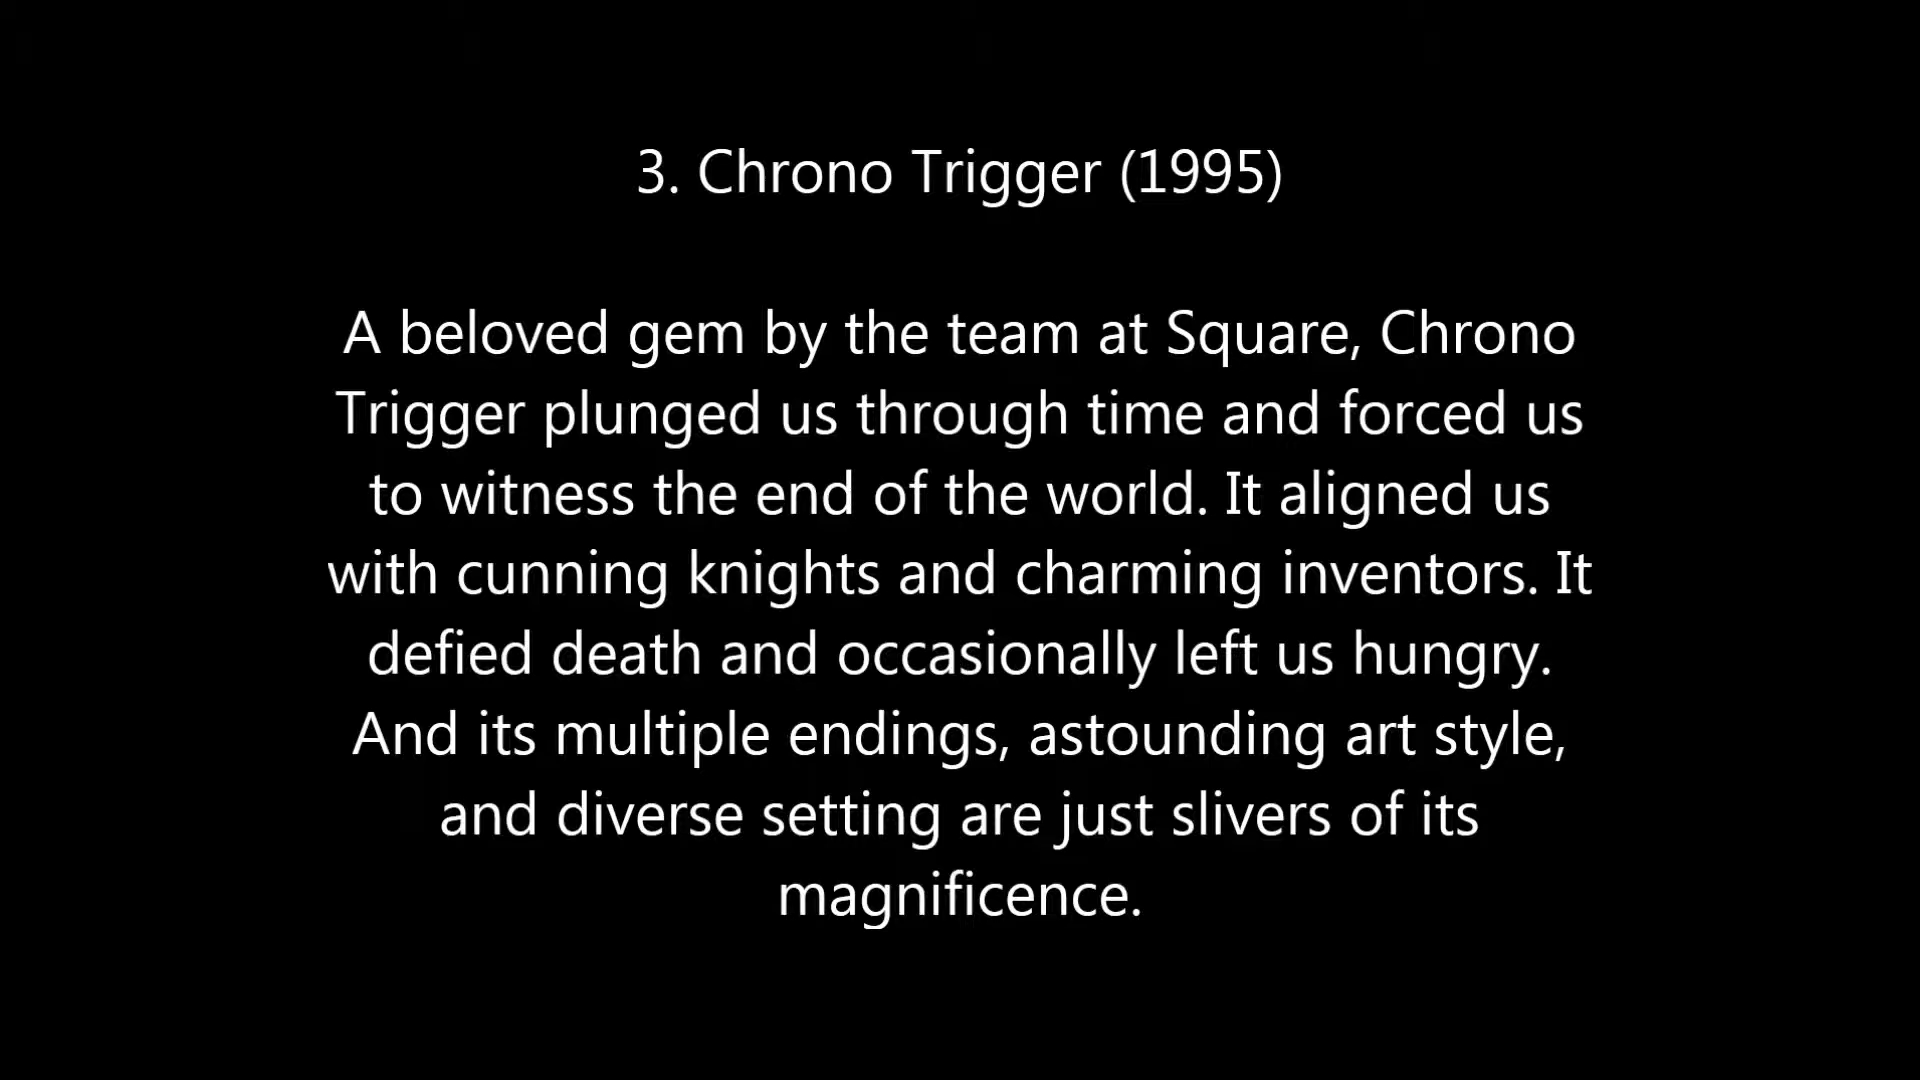 3. Chrono Trigger (1995)
A beloved gem by the team at Square, Chrono
Trigger plunged us through time and forced us
to witness the end of the world. It aligned us
with cunning knights and charming inventors. It
defied death and occasionally left us hungry.
And its multiple endings, astounding art style,
and diverse setting are just slivers of its
magnificence.